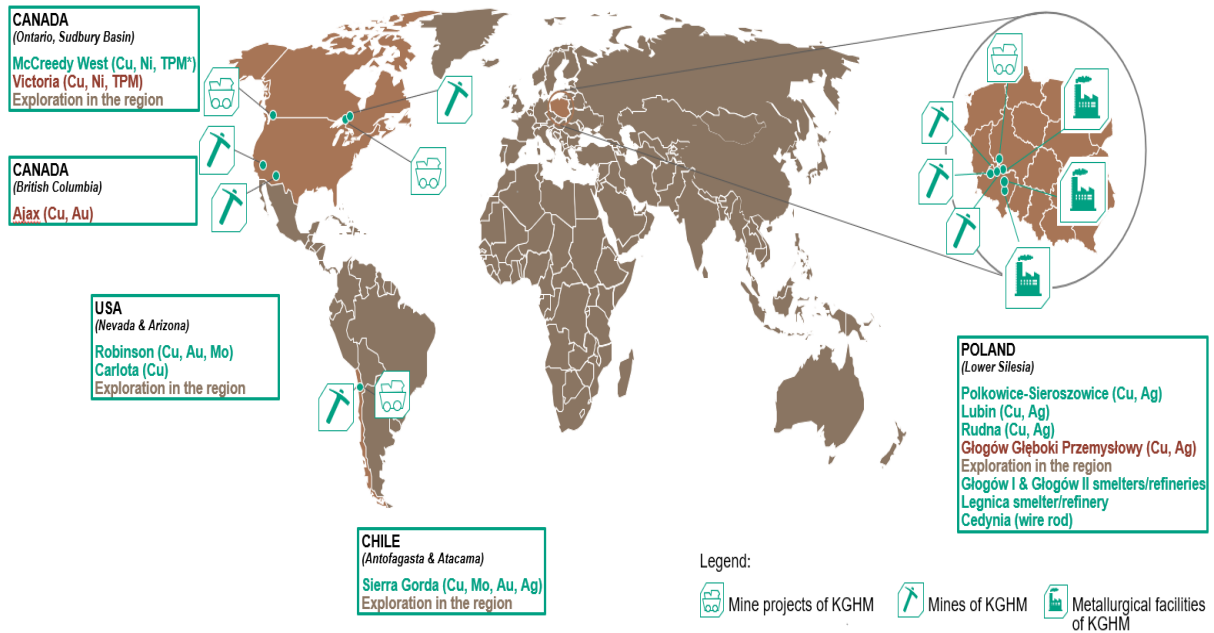 CANADA
(Ontario, Sudbury Basin)
McCreedy West (Cu, Ni, TPM*)
Victoria (Cu, Ni, TPM)
Exploration in the region
CANADA
(British Columbia)
Ajax (Cu, Au)
USA
(Nevada & Arizona)
Robinson (Cu, Au, Mo)
Carlota (Cu)
Exploration in the region
CHILE
(Antofagasta & Atacama)
Sierra Gorda (Cu, Mo, Au, Ag)
Exploration in the region
POLAND
(Lower Silesia)
Polkowice-Sieroszowice (Cu, Ag)
Lubin (Cu, Ag)
Rudna (Cu, Ag)
Głogów Głęboki Przemysłowy (Cu, Ag)
Exploration in the region
Głogów I & Głogów II smelters/refineries
Legnica smelter/refinery
Cedynia (wire rod)
Legend:
Mine projects of KGHM
Mines of KGHM
Metallurgical facilities
of KGHM